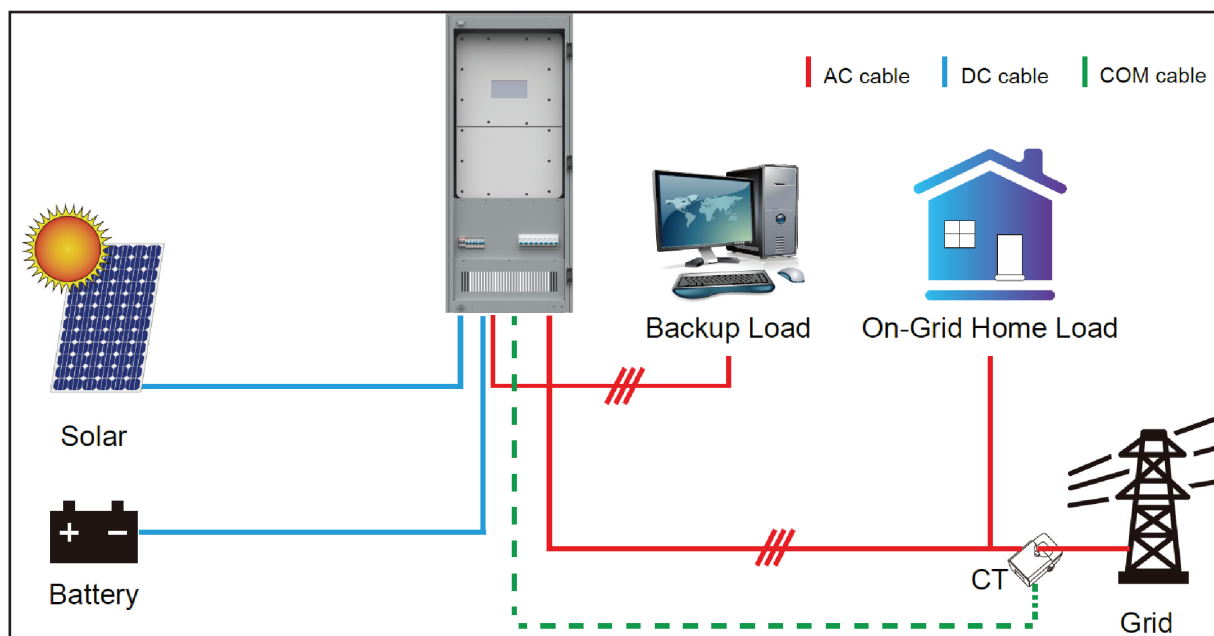 AC cable
DC cable
COM cable
Backup Load
On-Grid Home Load
Solar
Battery
CT
Grid